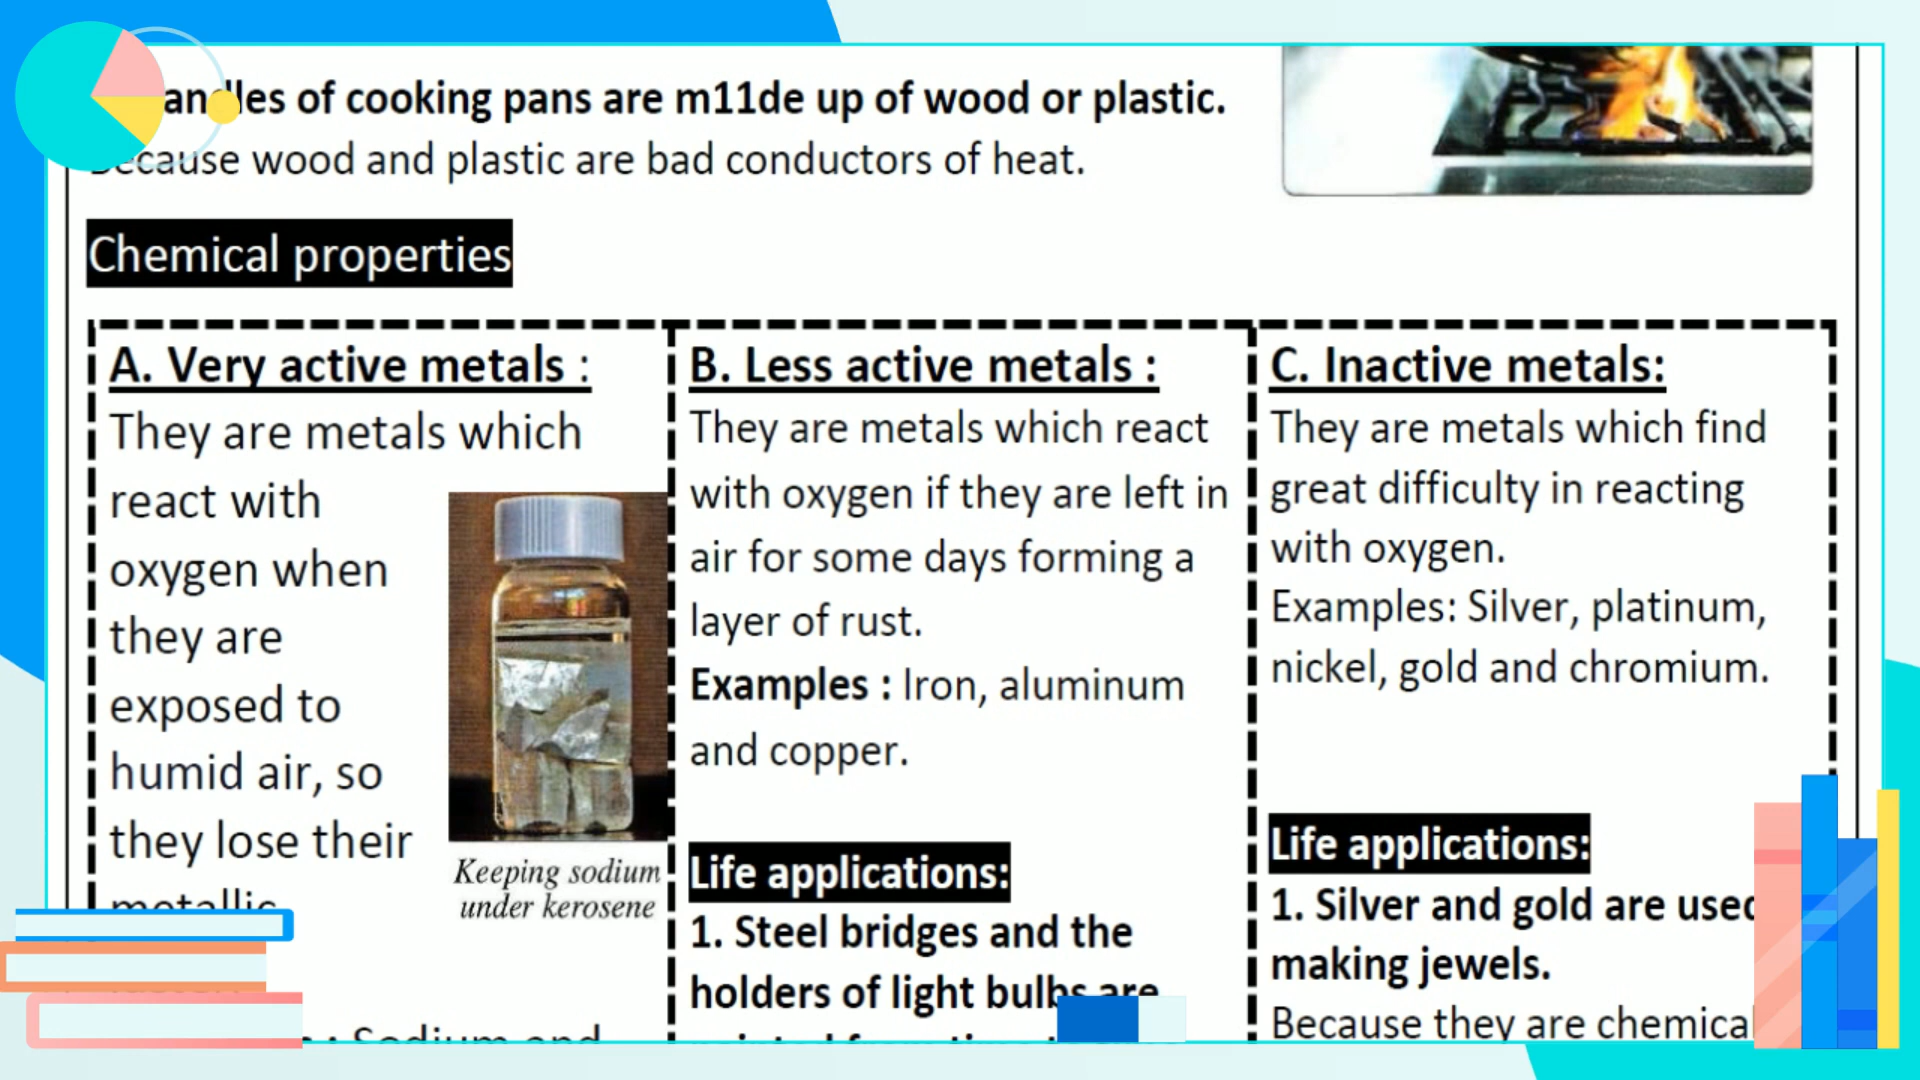 andles of cooking pans are m11de up of wood or plastic.
ecause wood and plastic are bad conductors of heat.
Chemical properties
A. Very active metals :
They are metals which
react with
oxygen when
they are
exposed to
humid air, so
they lose their
metallic
Keeping sodium
under kerosene
: Sodium and
B. Less active metals :
They are metals which react
with oxygen if they are left in
air for some days forming a
layer of rust.
Examples : Iron, aluminum
and copper.
Life applications:
1. Steel bridges and the
holders of light bulbs are
C. Inactive metals:
They are metals which find
great difficulty in reacting
with oxygen.
Examples: Silver, platinum,
nickel, gold and chromium.
Life applications:
1. Silver and gold are used
making jewels.
Because they are chemical